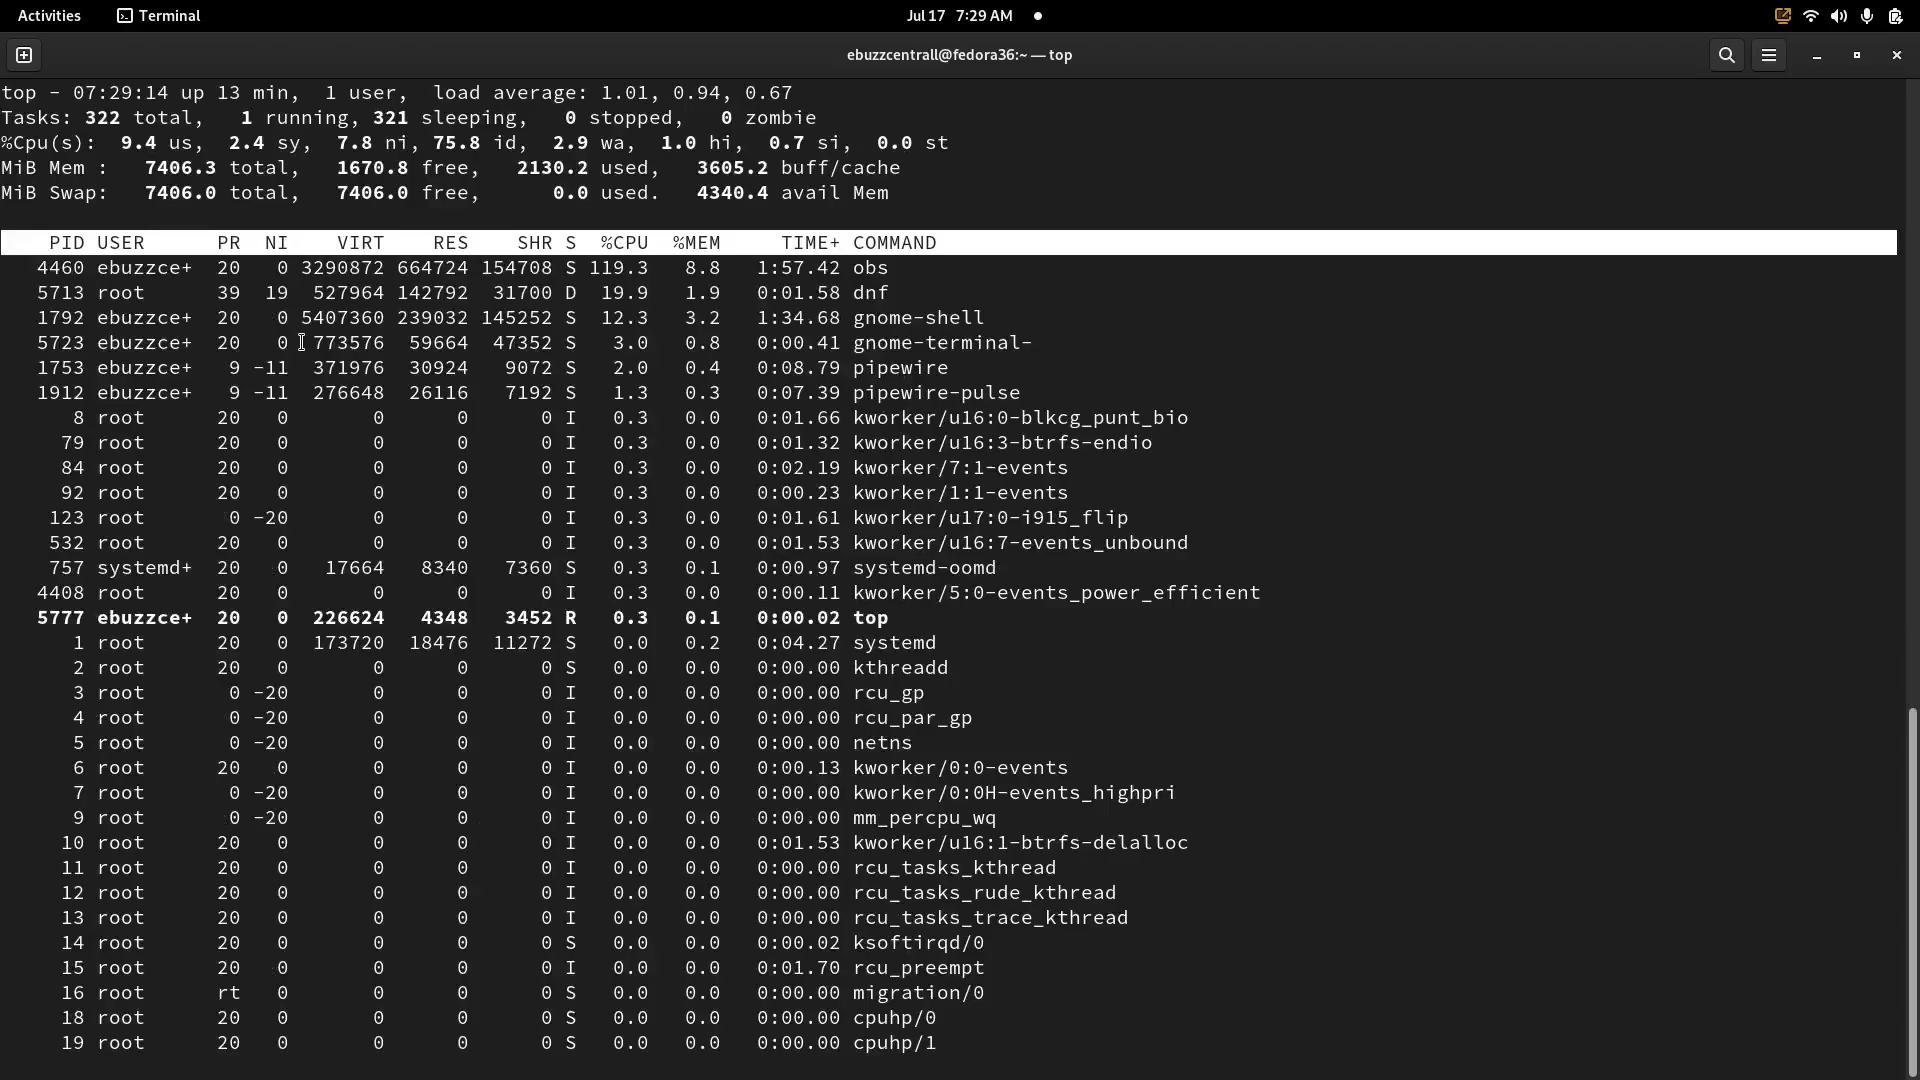 Activities Terminal Jul 17 7:29 AM
ebuzzcentrall@fedora36:~ — top
top - 07:29:14 up 13 min, 1 user, load average: 1.01, 0.94, 0.67
Tasks: 322 total, 1 running, 321 sleeping, 0 stopped, 0 zombie
%Cpu(s): 9.4 us, 2.4 sy, 7.8 ni, 75.8 id, 2.9 wa, 1.0 hi, 0.7 si, 0.0 st
MiB Mem : 7406.3 total, 1670.8 free, 2130.2 used, 3605.2 buff/cache
MiB Swap: 7406.0 total, 7406.0 free, 0.0 used. 4340.4 avail Mem
PID USER PR NI VIRT RES SHR S %CPU %MEM TIME+ COMMAND
4460 ebuzzce+ 20 0 3290872 664724 154708 S 119.3 8.8 1:57.42 obs
5713 root 39 19 527964 142792 31700 D 19.9 1.9 0:01.58 dnf
1792 ebuzzce+ 20 0 5407360 239032 145252 S 12.3 3.2 1:34.68 gnome-shell
5723 ebuzzce+ 20 0 773576 59664 47352 S 3.0 0.8 0:00.41 gnome-terminal-
1753 ebuzzce+ 9 -11 371976 30924 9072 S 2.0 0.4 0:08.79 pipewire
1912 ebuzzce+ 9 -11 276648 26116 7192 S 1.3 0.3 0:07.39 pipewire-pulse
8 root 20 0 0 0 0 I 0.3 0.0 0:01.66 kworker/u16:0-blkcg_punt_bio
79 root 20 0 0 0 0 I 0.3 0.0 0:01.32 kworker/u16:3-btrfs-endio
84 root 20 0 0 0 0 I 0.3 0.0 0:02.19 kworker/7:1-events
92 root 20 0 0 0 0 I 0.3 0.0 0:00.23 kworker/1:1-events
123 root 0 -20 0 0 0 I 0.3 0.0 0:01.61 kworker/u17:0-i915_flip
532 root 20 0 0 0 0 I 0.3 0.0 0:01.53 kworker/u16:7-events_unbound
757 systemd+ 20 0 17664 8340 7360 S 0.3 0.1 0:00.97 systemd-oomd
4408 root 20 0 0 0 0 I 0.3 0.0 0:00.11 kworker/5:0-events_power_efficient
5777 ebuzzce+ 20 0 226624 4348 3452 R 0.3 0.1 0:00.02 top
1 root 20 0 173720 18476 11272 S 0.0 0.2 0:04.27 systemd
2 root 20 0 0 0 0 S 0.0 0.0 0:00.00 kthreadd
3 root 0 -20 0 0 0 I 0.0 0.0 0:00.00 rcu_gp
4 root 0 -20 0 0 0 I 0.0 0.0 0:00.00 rcu_par_gp
5 root 0 -20 0 0 0 I 0.0 0.0 0:00.00 netns
6 root 20 0 0 0 0 I 0.0 0.0 0:00.13 kworker/0:0-events
7 root 0 -20 0 0 0 I 0.0 0.0 0:00.00 kworker/0:0H-events_highpri
9 root 0 -20 0 0 0 I 0.0 0.0 0:00.00 mm_percpu_wq
10 root 20 0 0 0 0 I 0.0 0.0 0:01.53 kworker/u16:1-btrfs-delalloc
11 root 20 0 0 0 0 I 0.0 0.0 0:00.00 rcu_tasks_kthread
12 root 20 0 0 0 0 I 0.0 0.0 0:00.00 rcu_tasks_rude_kthread
13 root 20 0 0 0 0 I 0.0 0.0 0:00.00 rcu_tasks_trace_kthread
14 root 20 0 0 0 0 S 0.0 0.0 0:00.02 ksoftirqd/0
15 root 20 0 0 0 0 I 0.0 0.0 0:01.70 rcu_preempt
16 root rt 0 0 0 0 S 0.0 0.0 0:00.00 migration/0
18 root 20 0 0 0 0 S 0.0 0.0 0:00.00 cpuhp/0
19 root 20 0 0 0 0 S 0.0 0.0 0:00.00 cpuhp/1